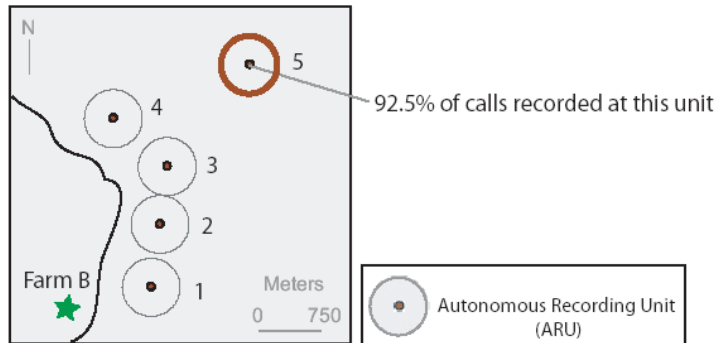 N
5
92.5% of calls recorded at this unit
4
3
2
Farm B
1
Meters
0 750
Autonomous Recording Unit
(ARU)